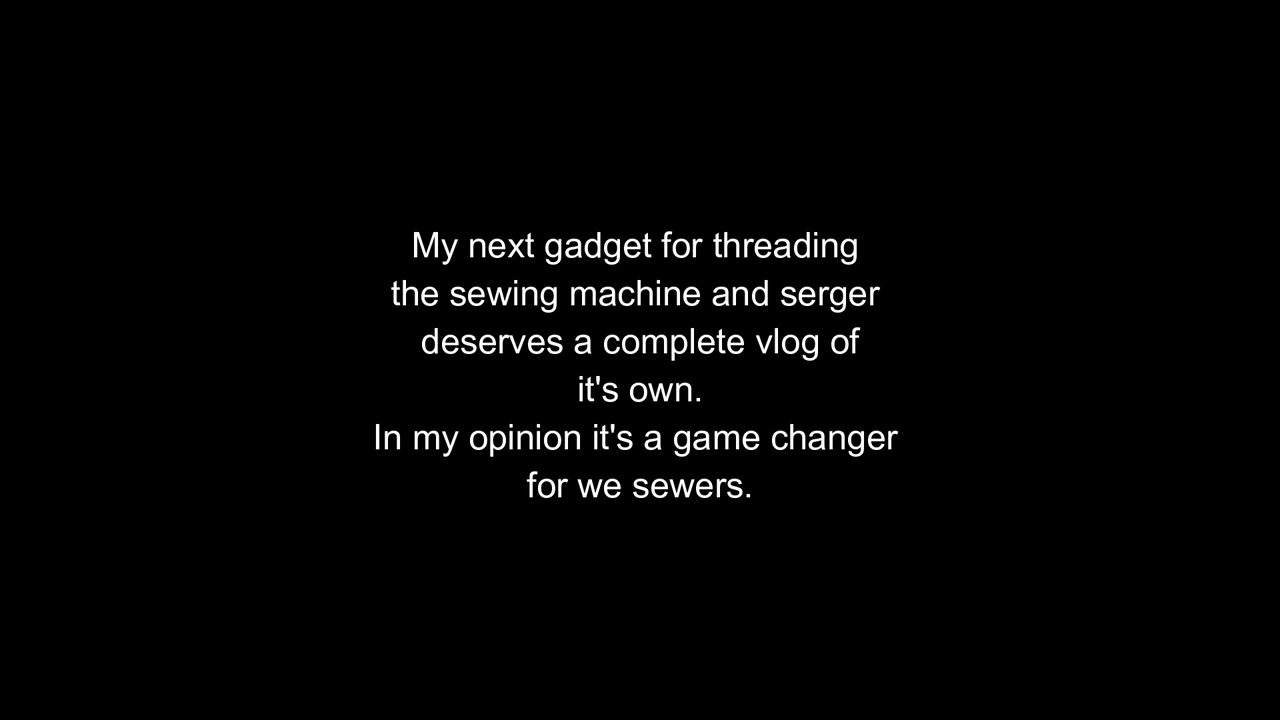 My next gadget for threading
the sewing machine and serger
deserves a complete vlog of
it's own.
In my opinion it's a game changer
for we sewers.